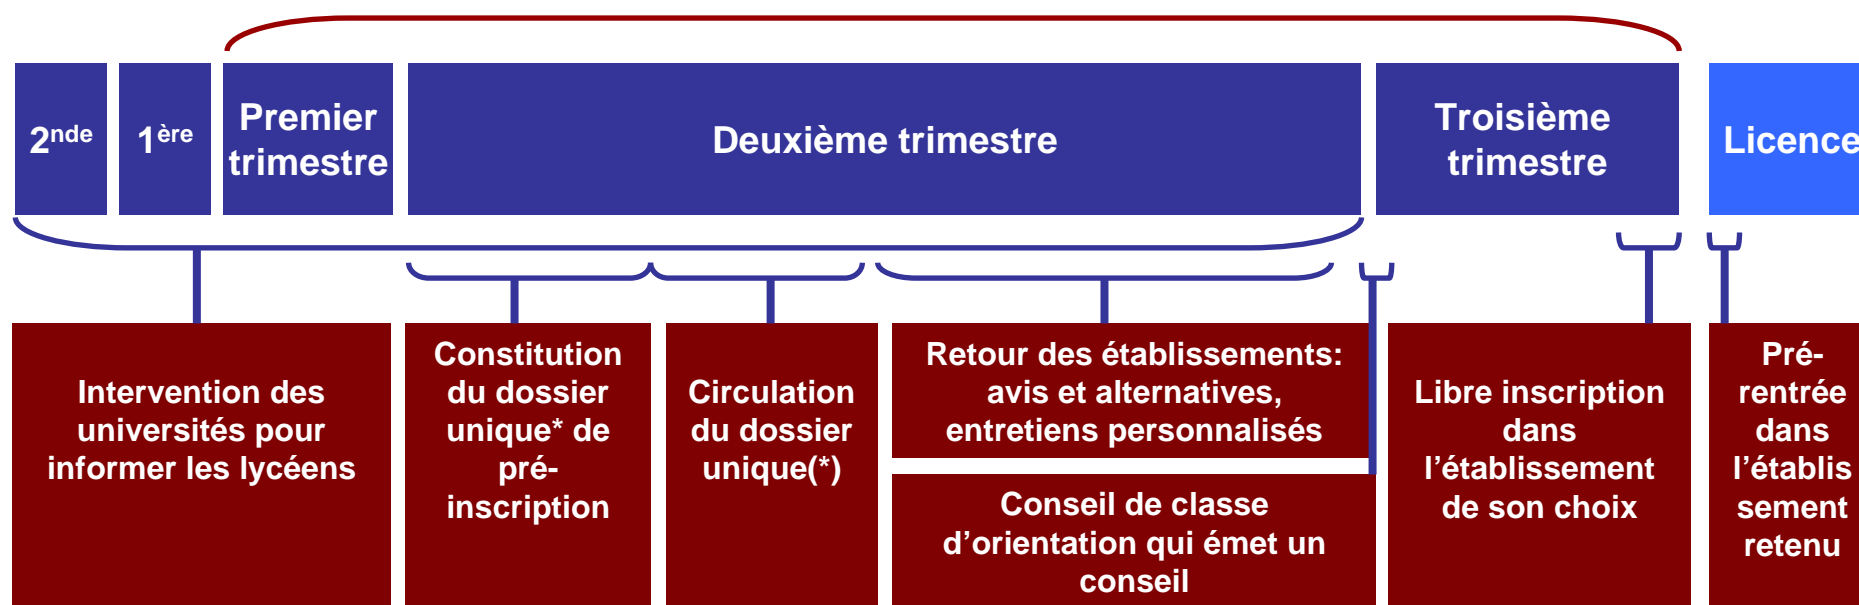 2nde
1ère
Premier
trimestre
Deuxième trimestre
Troisième
trimestre
Licence
Intervention des
universités pour
informer les lycéens
Constitution
du dossier
unique* de
pré-
inscription
Circulation
du dossier
unique(*)
Retour des établissements:
avis et alternatives,
entretiens personnalisés
Conseil de classe
d’orientation qui émet un
conseil
Libre inscription
dans
l’établissement
de son choix
Pré-
rentrée
dans
l’établis
sement
retenu